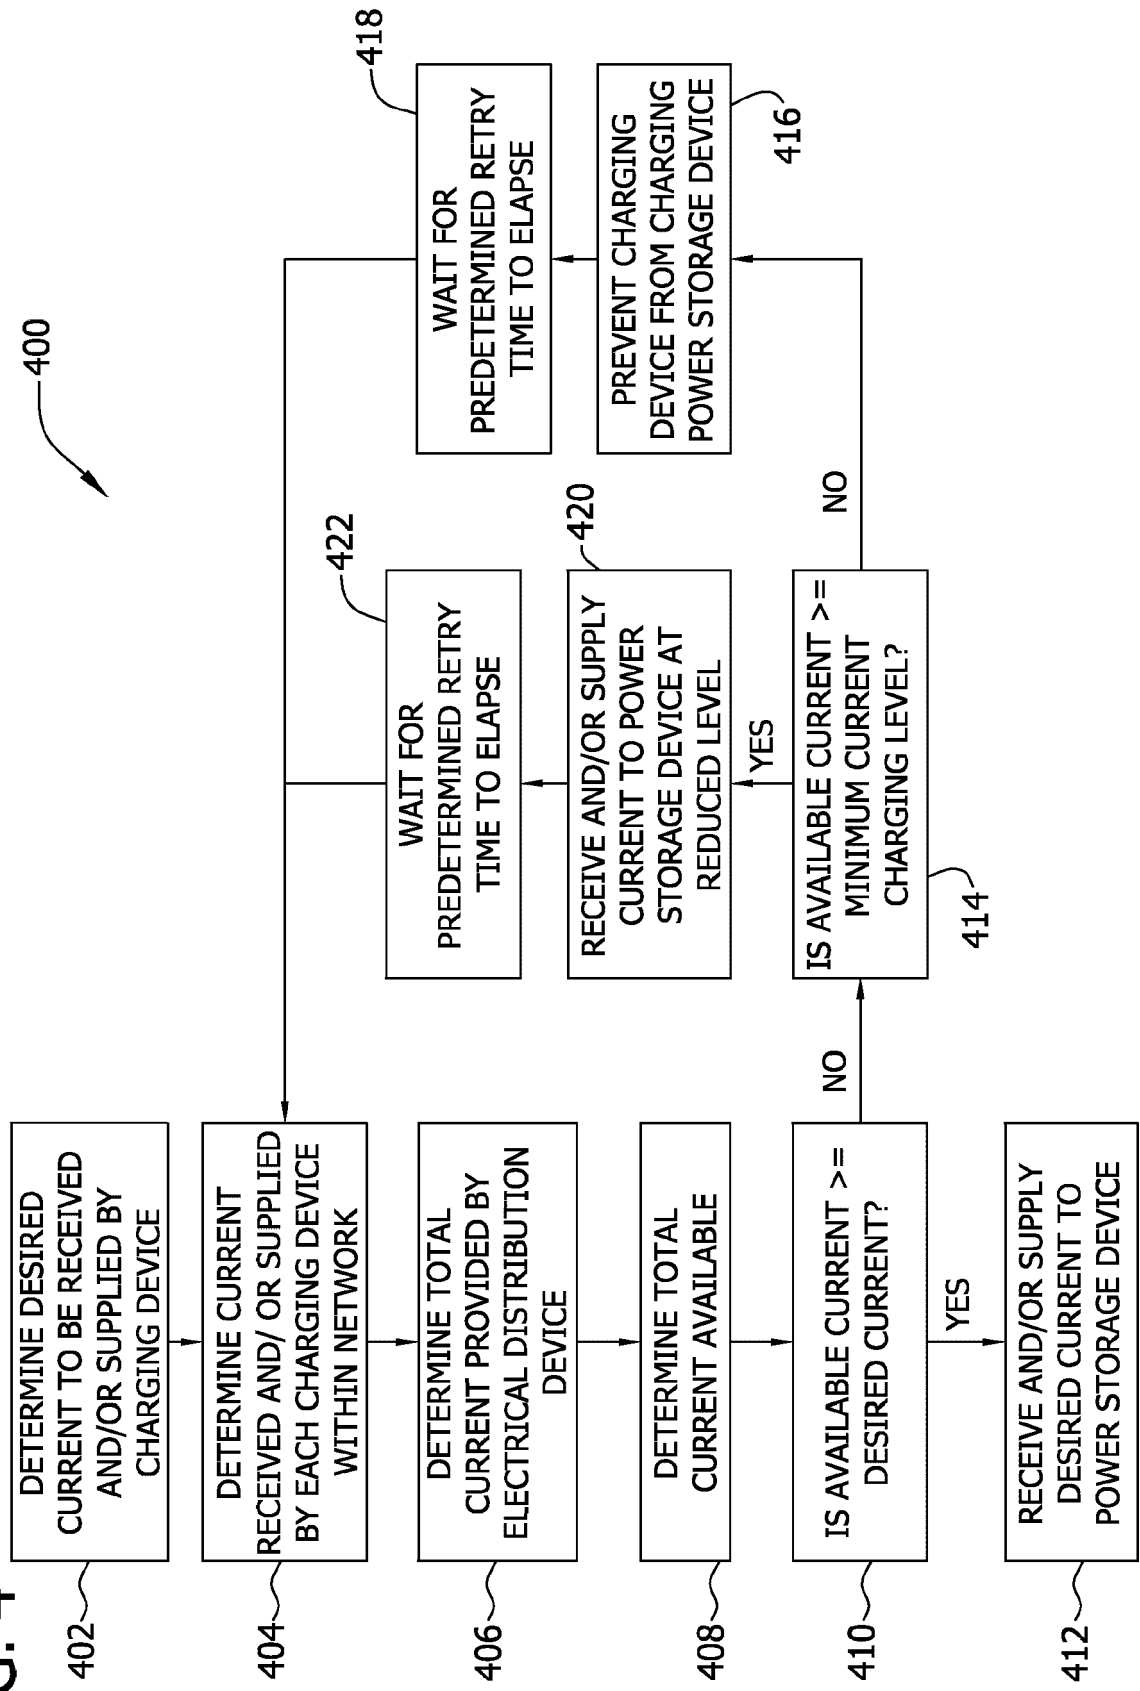 400
DETERMINE DESIRED
CURRENT TO BE RECEIVED
AND/OR SUPPLIED BY
CHARGING DEVICE
402
DETERMINE CURRENT
RECEIVED AND/ OR SUPPLIED
BY EACH CHARGING DEVICE
WITHIN NETWORK
404
DETERMINE TOTAL
CURRENT PROVIDED BY
ELECTRICAL DISTRIBUTION
DEVICE
406
DETERMINE TOTAL
CURRENT AVAILABLE
408
IS AVAILABLE CURRENT >=
DESIRED CURRENT?
410
YES
NO
RECEIVE AND/OR SUPPLY
DESIRED CURRENT TO
POWER STORAGE DEVICE
412
IS AVAILABLE CURRENT >=
MINIMUM CURRENT
CHARGING LEVEL?
414
YES
NO
RECEIVE AND/OR SUPPLY
CURRENT TO POWER
STORAGE DEVICE AT
REDUCED LEVEL
420
WAIT FOR
PREDETERMINED RETRY
TIME TO ELAPSE
422
PREVENT CHARGING
DEVICE FROM CHARGING
POWER STORAGE DEVICE
416
WAIT FOR
PREDETERMINED RETRY
TIME TO ELAPSE
418